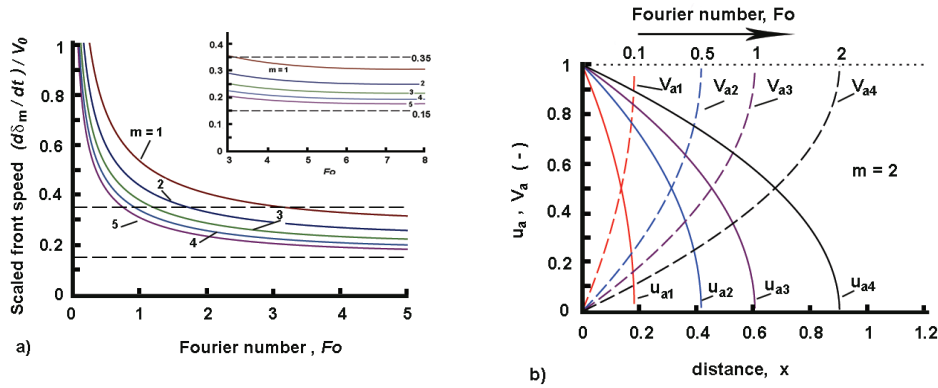 Scaled front speed (dδm / dt) / V0
1
0.8
0.6
0.4
0.2
0
0 1 2 3 4 5
Fourier number , Fo
m = 1
2
3
4
5
a)
0.4
0.3
0.2
0.1
0
3 4 5 6 7 8
Fo
m = 1
2
3
4
5
0.35
0.15
Fourier number, Fo
0.1 0.5 1 2
ua , Va (-)
1
0.8
0.6
0.4
0.2
0
Va1 Va2 Va3 Va4
m = 2
ua1 ua2 ua3 ua4
0 0.2 0.4 0.6 0.8 1 1.2
distance, x
b)